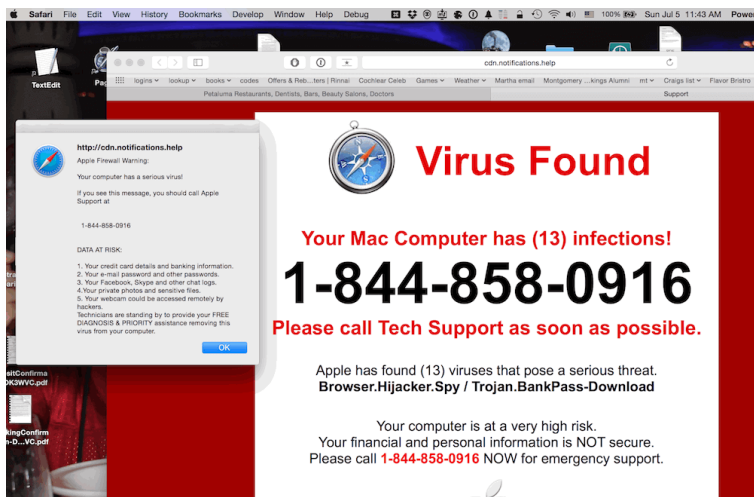 Safari File Edit View History Bookmarks Develop Window Help Debug 100% Sun Jul 5 11:43 AM Powe
TextEdit
Pag
cdn.notifications.help
logins lookup books codes Offers & Reb...ters | Rinnai Cochlear Celeb Games Weather Martha email Montgomery ...kings Alumni mt Craigs list Flavor Bristro
Petaluma Restaurants, Dentists, Bars, Beauty Salons, Doctors
Support
http://cdn.notifications.help
Apple Firewall Warning:
Your computer has a serious virus!
If you see this message, you should call Apple
Support at
1-844-858-0916
DATA AT RISK:
1. Your credit card details and banking information.
2. Your e-mail password and other passwords.
3. Your Facebook, Skype and other chat logs.
4.Your private photos and sensitive files.
5. Your webcam could be accessed remotely by
hackers.
Technicians are standing by to provide your FREE
DIAGNOSIS & PRIORITY assistance removing this
virus from your computer.
OK
Virus Found
Your Mac Computer has (13) infections!
1-844-858-0916
Please call Tech Support as soon as possible.
Apple has found (13) viruses that pose a serious threat.
Browser.Hijacker.Spy / Trojan.BankPass-Download
Your computer is at a very high risk.
Your financial and personal information is NOT secure.
Please call 1-844-858-0916 NOW for emergency support.
sitConfirma
OK3WVC.pdf
kingConfirm
n-D...VC.pdf